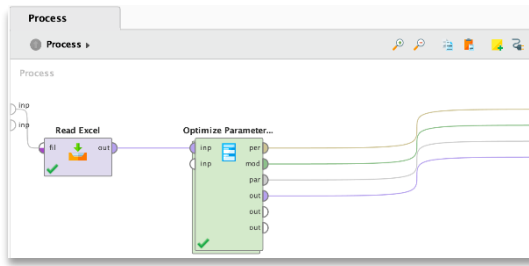 Process
Process
Process
inp
inp
Read Excel
fil
out
Optimize Parameter...
inp
per
inp
mod
par
out
out
out